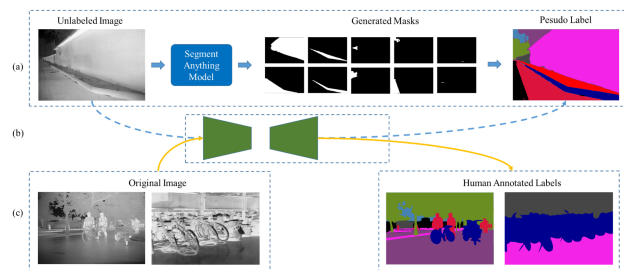 Unlabeled Image
Generated Masks
Pesudo Label
(a)
Segment
Anything
Model
(b)
Original Image
Human Annotated Labels
(c)